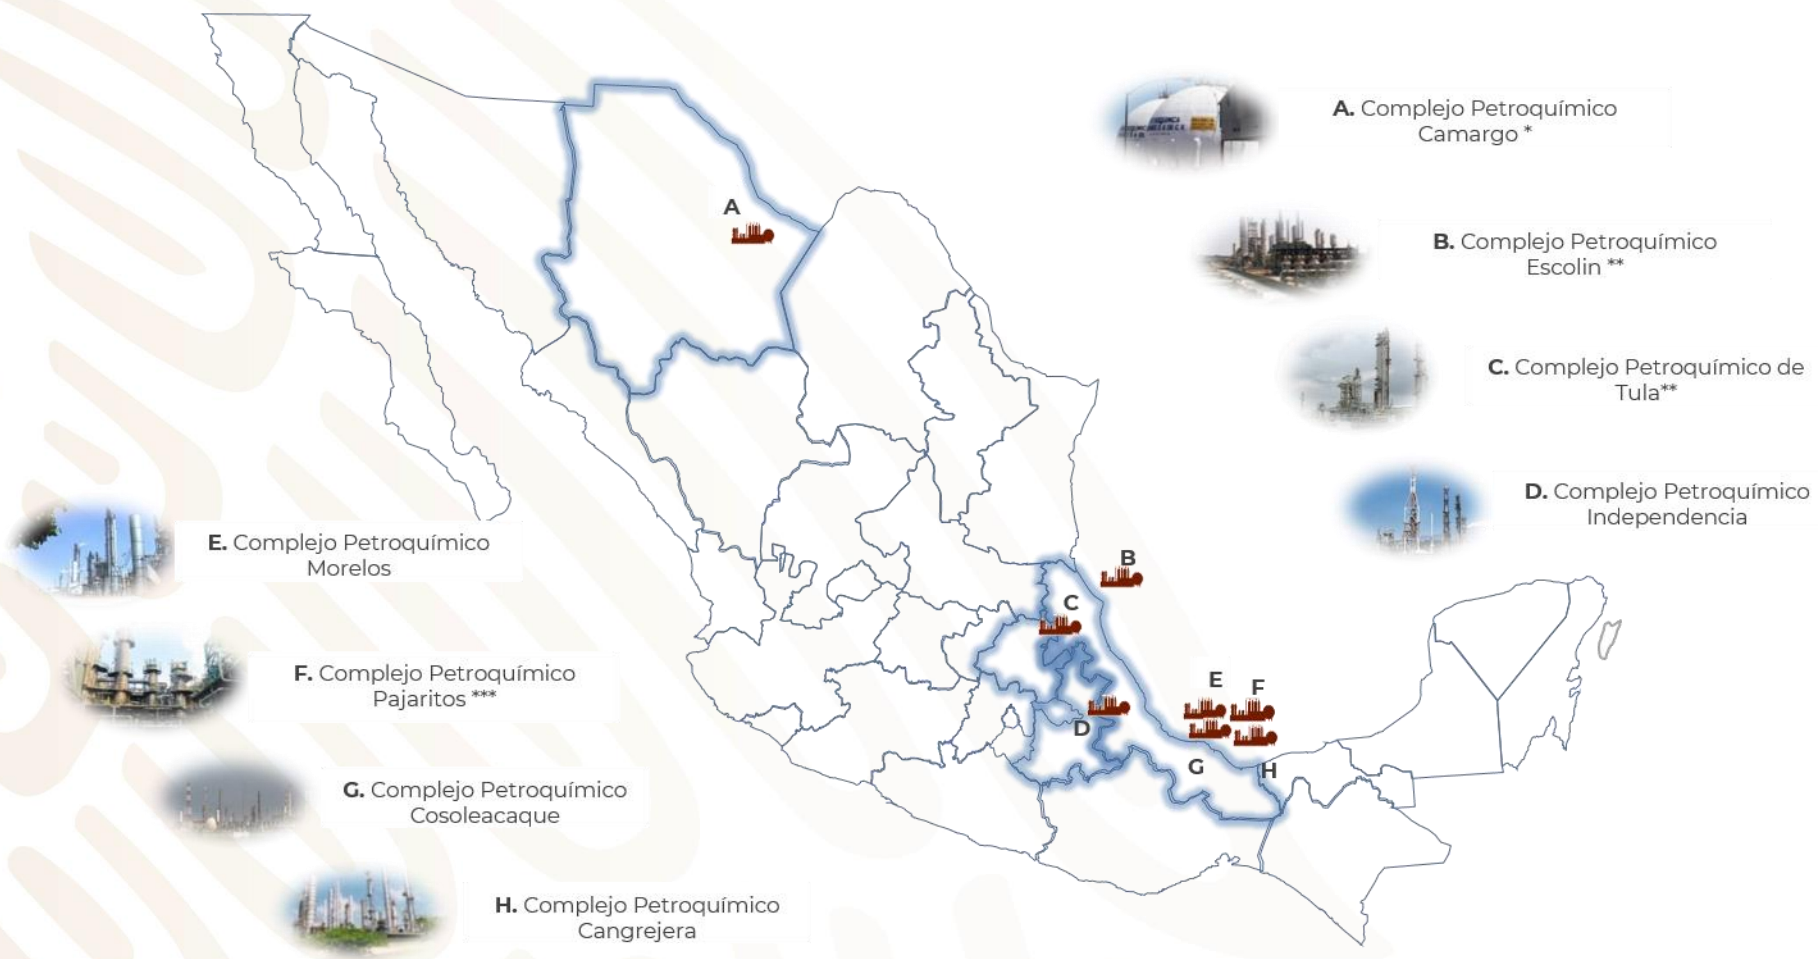 A. Complejo Petroquímico
Camargo *
B. Complejo Petroquímico
Escolin **
C. Complejo Petroquímico de
Tula**
D. Complejo Petroquímico
Independencia
E. Complejo Petroquímico
Morelos
F. Complejo Petroquímico
Pajaritos ***
G. Complejo Petroquímico
Cosoleacaque
H. Complejo Petroquímico
Cangrejera
A
B
C
D
E
F
G
H